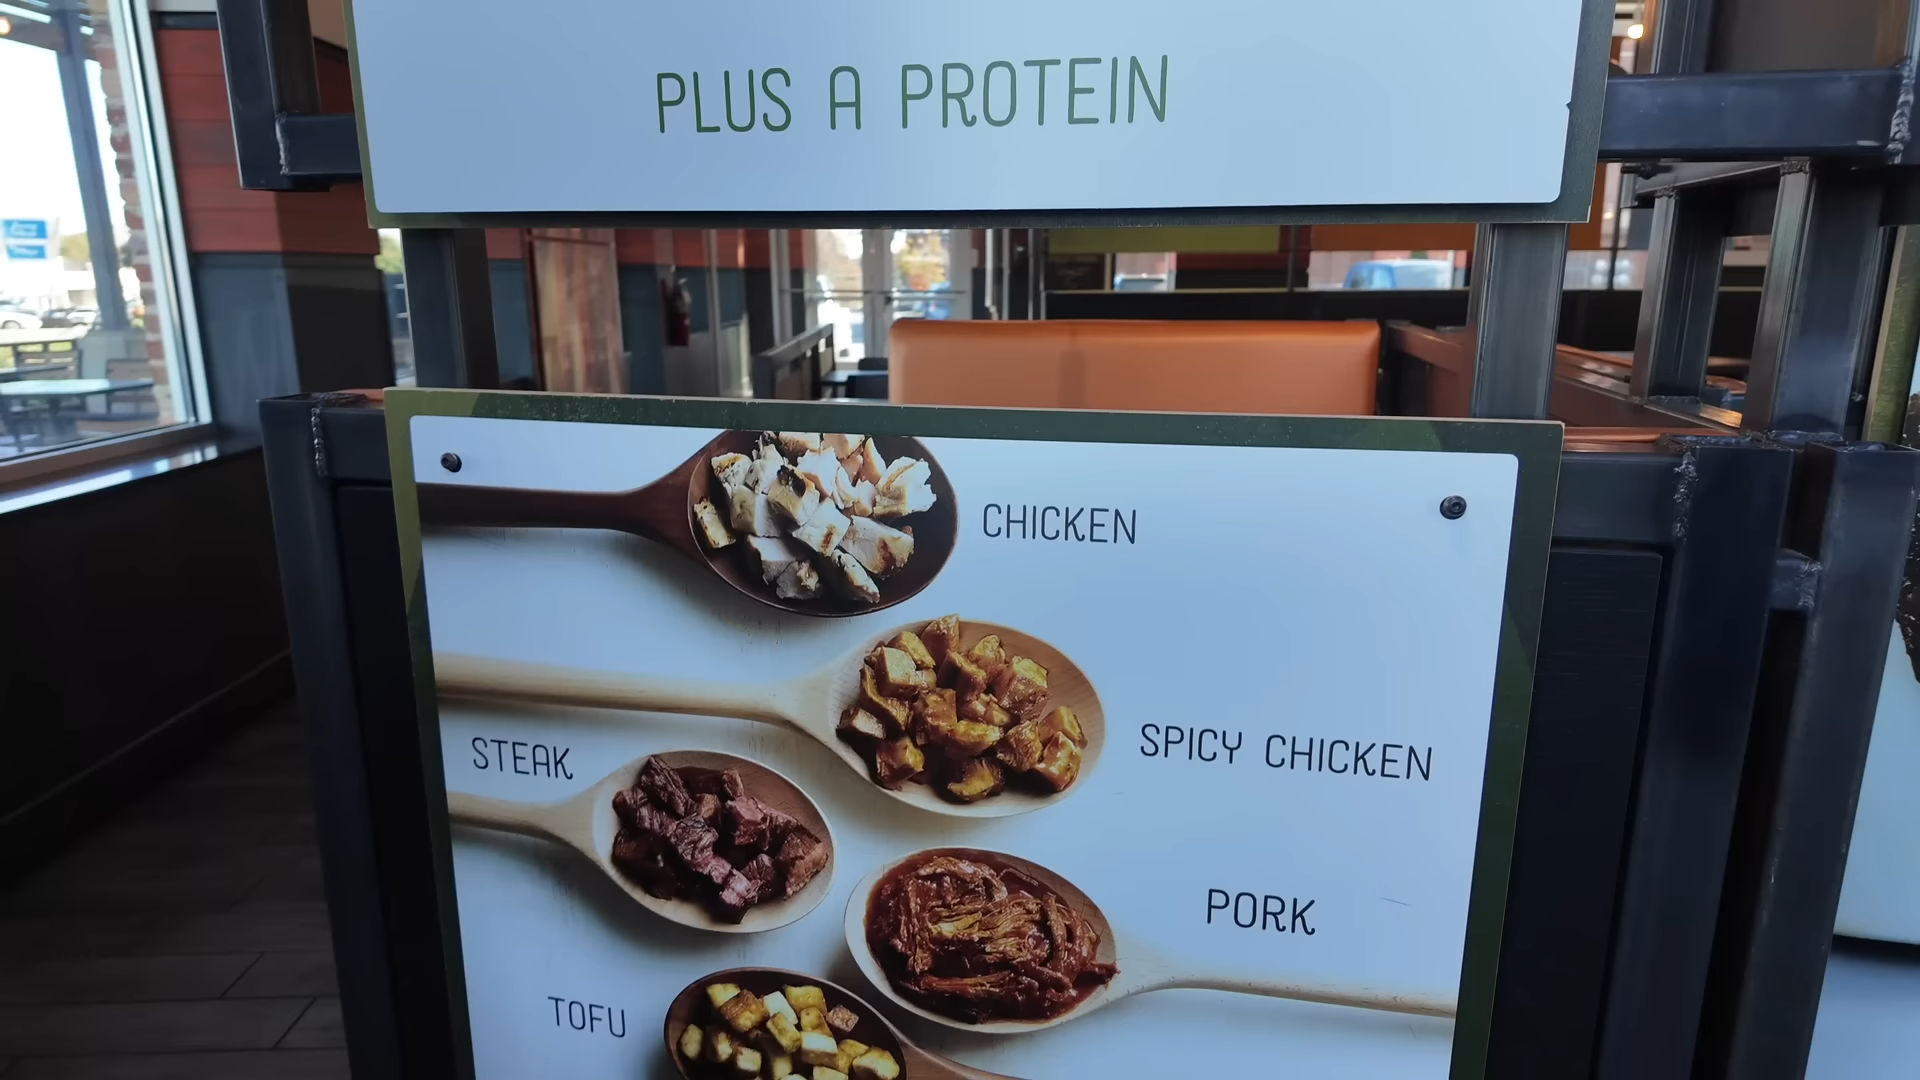 PLUS A PROTEIN
CHICKEN
SPICY CHICKEN
STEAK
PORK
TOFU